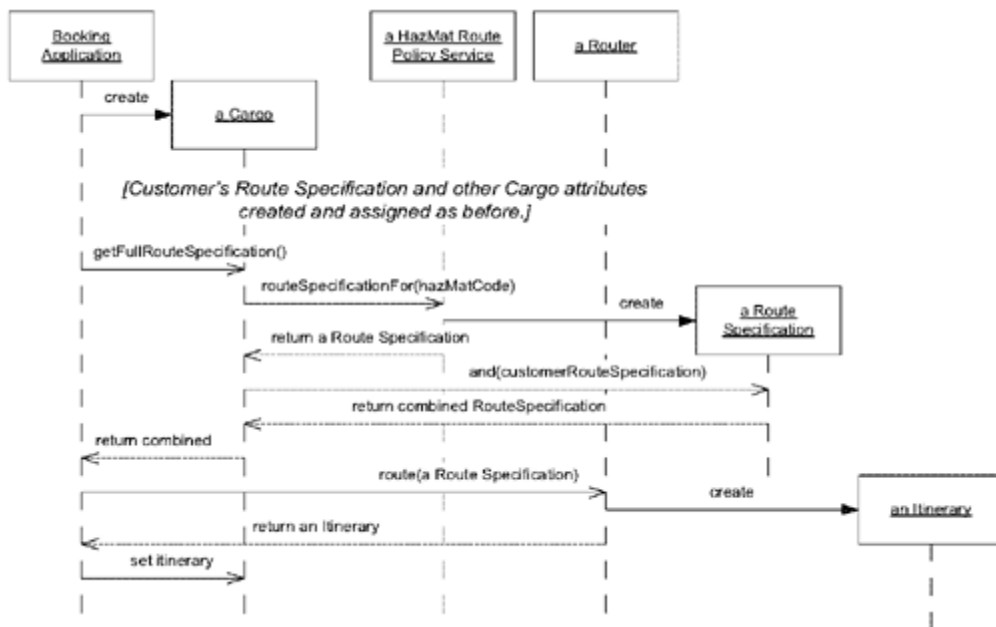 Booking
Application
a HazMat Route
Policy Service
a Router
create
a Cargo
[Customer's Route Specification and other Cargo attributes
created and assigned as before.]
getFullRouteSpecification()
routeSpecificationFor(hazMatCode)
create
a Route
Specification
return a Route Specification
and(customerRouteSpecification)
return combined RouteSpecification
return combined
route(a Route Specification)
create
an Itinerary
return an Itinerary
set itinerary